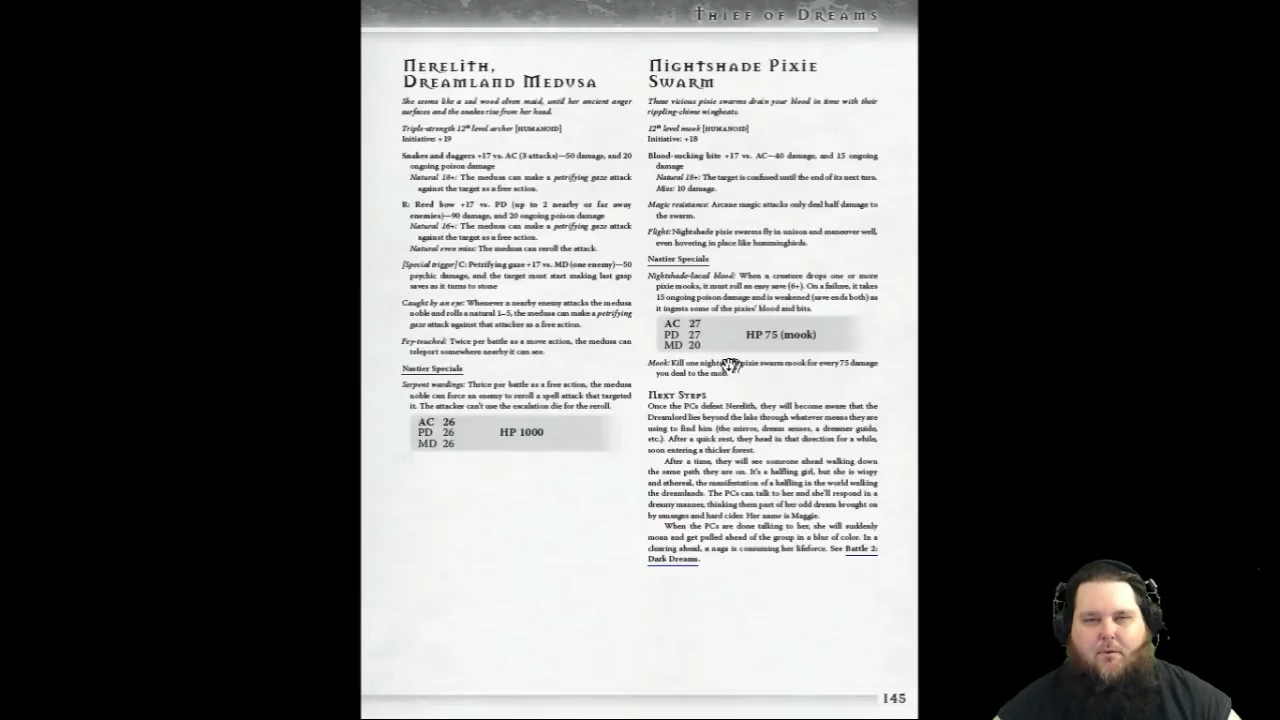 Thief of Dreams
Nerelith,
Dreamland Medusa
She seems like a sad wood elven maid, until her ancient anger
surfaces and the snakes rise from her head.
Triple-strength 12th level archer [HUMANOID]
Initiative: +19
Snakes and daggers +17 vs. AC (3 attacks)—50 damage, and 20
ongoing poison damage
Natural 18+: The medusa can make a petrifying gaze attack
against the target as a free action.
R: Reed bow +17 vs. PD (up to 2 nearby or far away
enemies)—90 damage, and 20 ongoing poison damage
Natural 16+: The medusa can make a petrifying gaze attack
against the target as a free action.
Natural even miss: The medusa can reroll the attack.
[Special trigger] C: Petrifying gaze +17 vs. MD (one enemy)—50
psychic damage, and the target must start making last gasp
saves as it turns to stone
Caught by an eye: Whenever a nearby enemy attacks the medusa
noble and rolls a natural 1–5, the medusa can make a petrifying
gaze attack against that attacker as a free action.
Fey-touched: Twice per battle as a move action, the medusa can
teleport somewhere nearby it can see.
Nastier Specials
Serpent wardings: Thrice per battle as a free action, the medusa
noble can force an enemy to reroll a spell attack that targeted
it. The attacker can't use the escalation die for the reroll.
AC 26
PD 26 HP 1000
MD 26
Nightshade Pixie
Swarm
These vicious pixie swarms drain your blood in time with their
rippling-chime wingbeats.
12th level mook [HUMANOID]
Initiative: +18
Blood-sucking bite +17 vs. AC—40 damage, and 15 ongoing
damage
Natural 18+: The target is confused until the end of its next turn.
Miss: 10 damage.
Magic resistance: Arcane magic attacks only deal half damage to
the swarm.
Flight: Nightshade pixie swarms fly in unison and maneuver well,
even hovering in place like hummingbirds.
Nastier Specials
Nightshade-laced blood: When a creature drops one or more
pixie mooks, it must roll an easy save (6+). On a failure, it takes
15 ongoing poison damage and is weakened (save ends both) as
it ingests some of the pixies' blood and bits.
AC 27
PD 27 HP 75 (mook)
MD 20
Mook: Kill one pixie swarm mook for every 75 damage
you deal to the mob.
Next Steps
Once the PCs defeat Nerelith, they will become aware that the
Dreamlord lies beyond the lake through whatever means they are
using to find him (the mirror, dream senses, a dreamer guide,
etc.). After a quick rest, they head in that direction for a while,
soon entering a thicker forest.
After a time, they will see someone ahead walking down
the same path they are on. It's a halfling girl, but she is wispy
and ethereal, the manifestation of a halfling in the world walking
the dreamlands. The PCs can talk to her and she'll respond in a
dreamy manner, thinking them part of her odd dream brought on
by sausages and hard cider. Her name is Maggie.
When the PCs are done talking to her, she will suddenly
moan and get pulled ahead of the group in a blur of color. In a
clearing ahead, a naga is consuming her lifeforce. See Battle 2:
Dark Dreams.
145